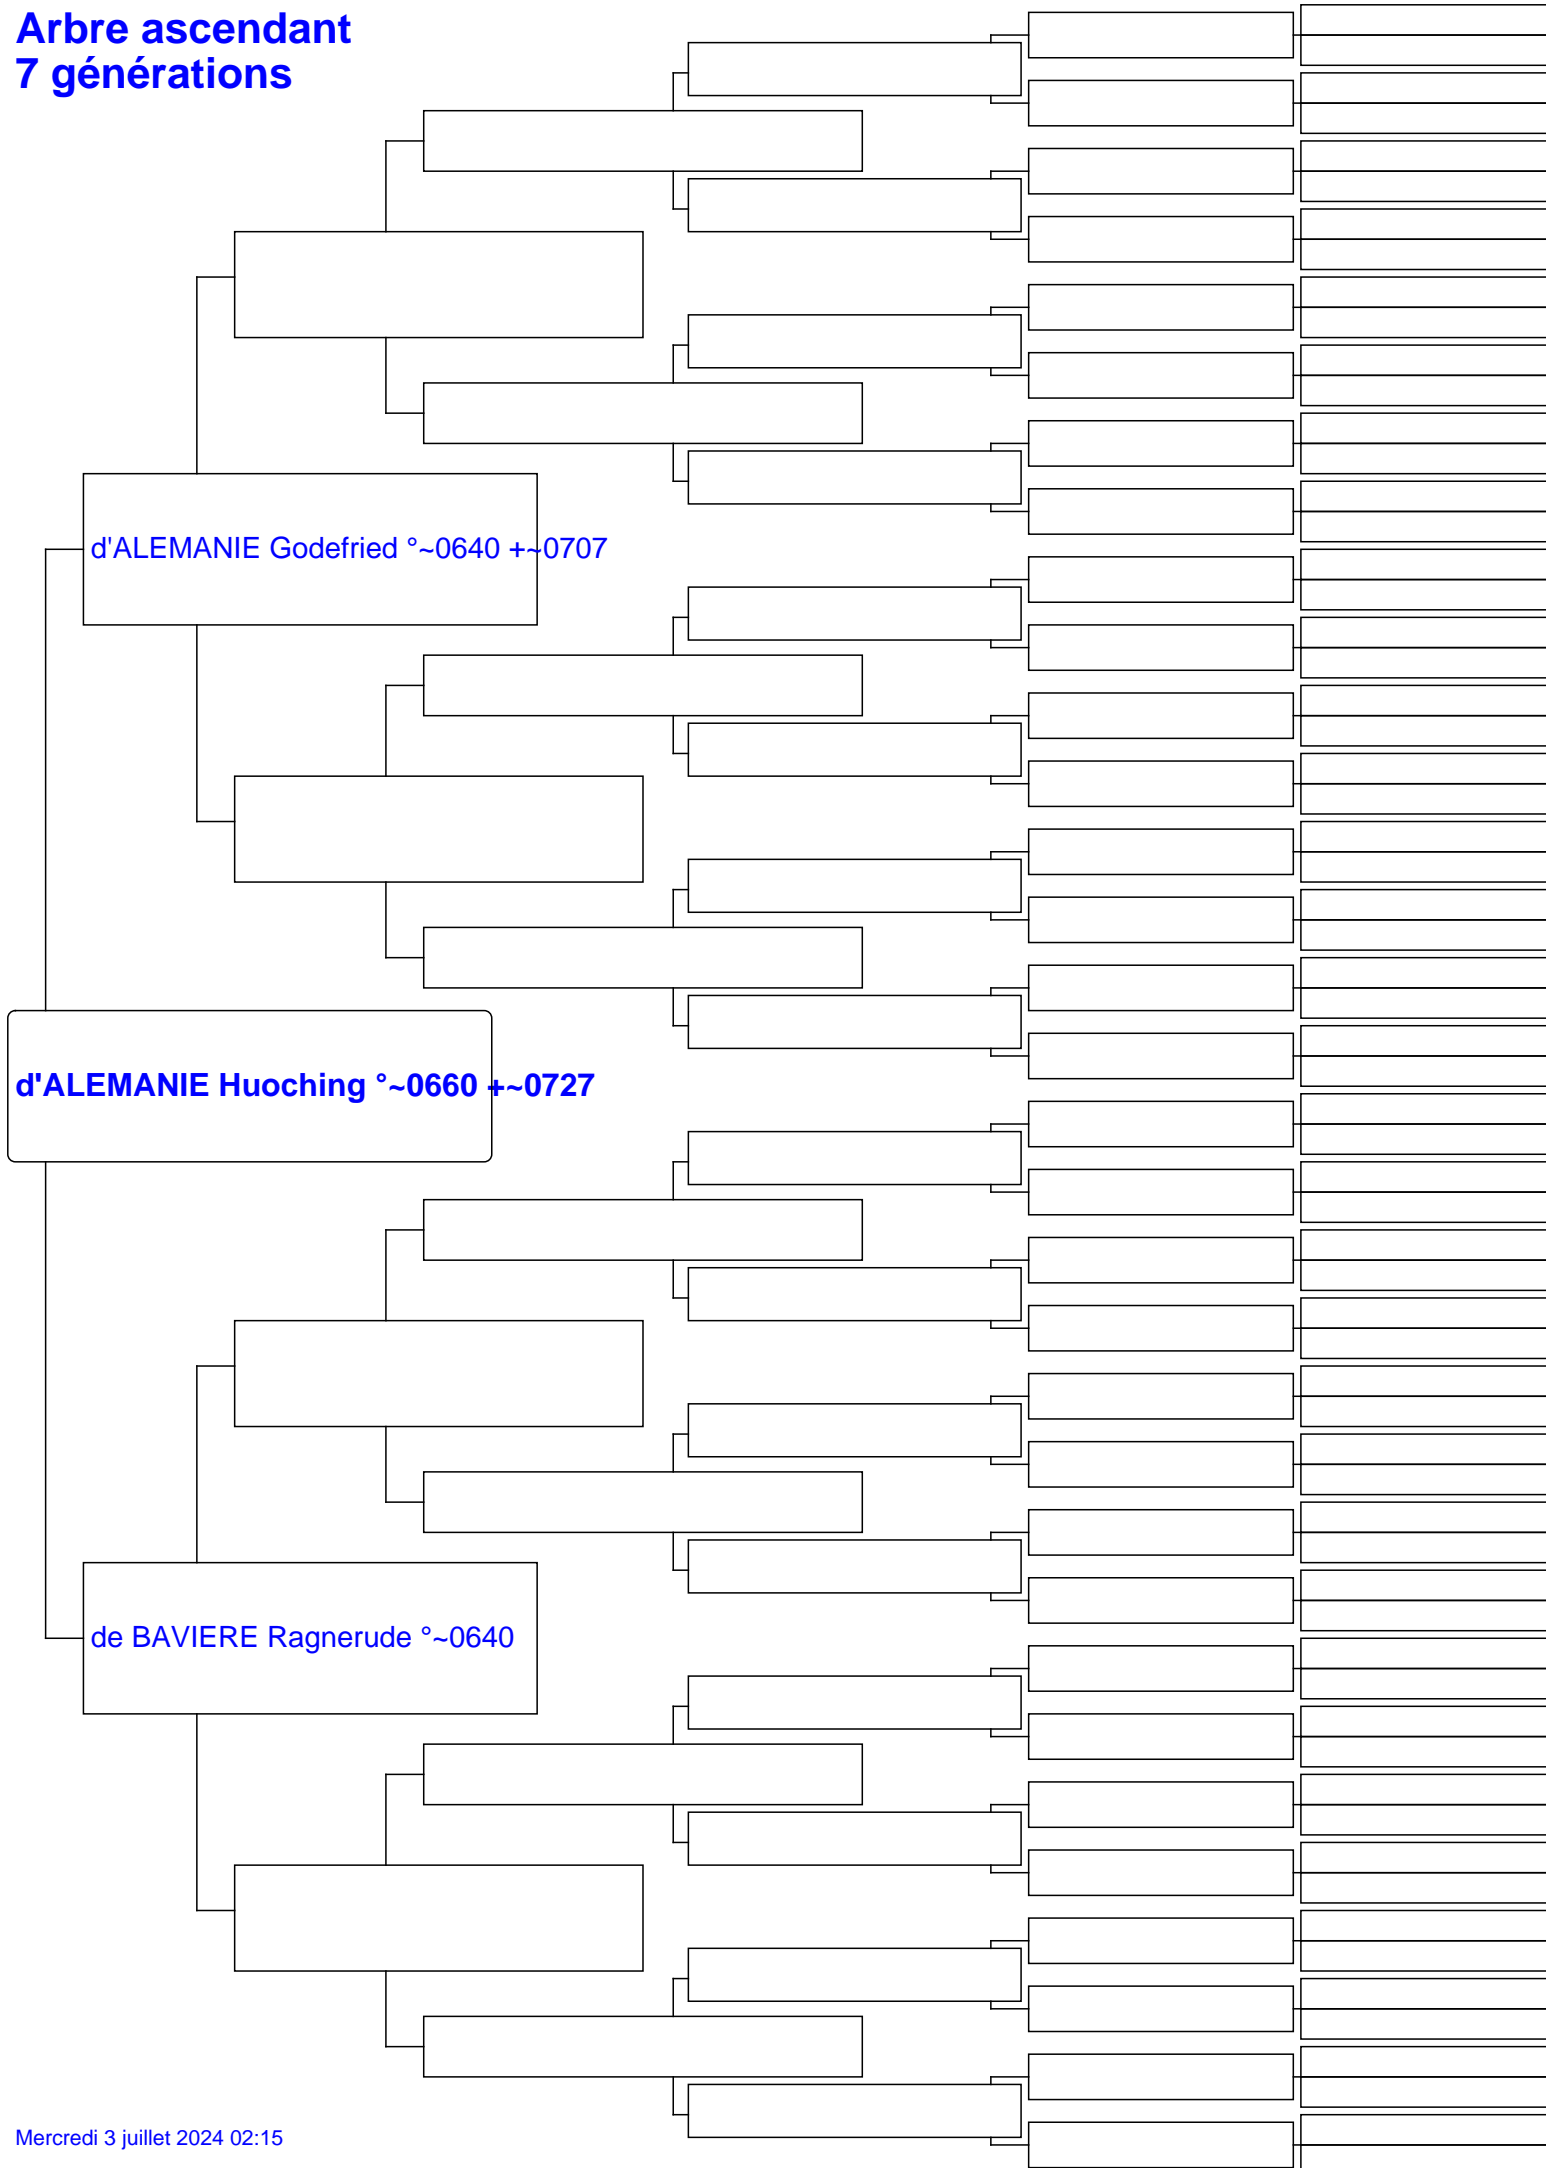 Arbre ascendant
7 générations
d'ALEMANIE Godefried °~0640 +~0707
d'ALEMANIE Huoching °~0660 +~0727
de BAVIERE Ragnerude °~0640
Mercredi 3 juillet 2024 02:15